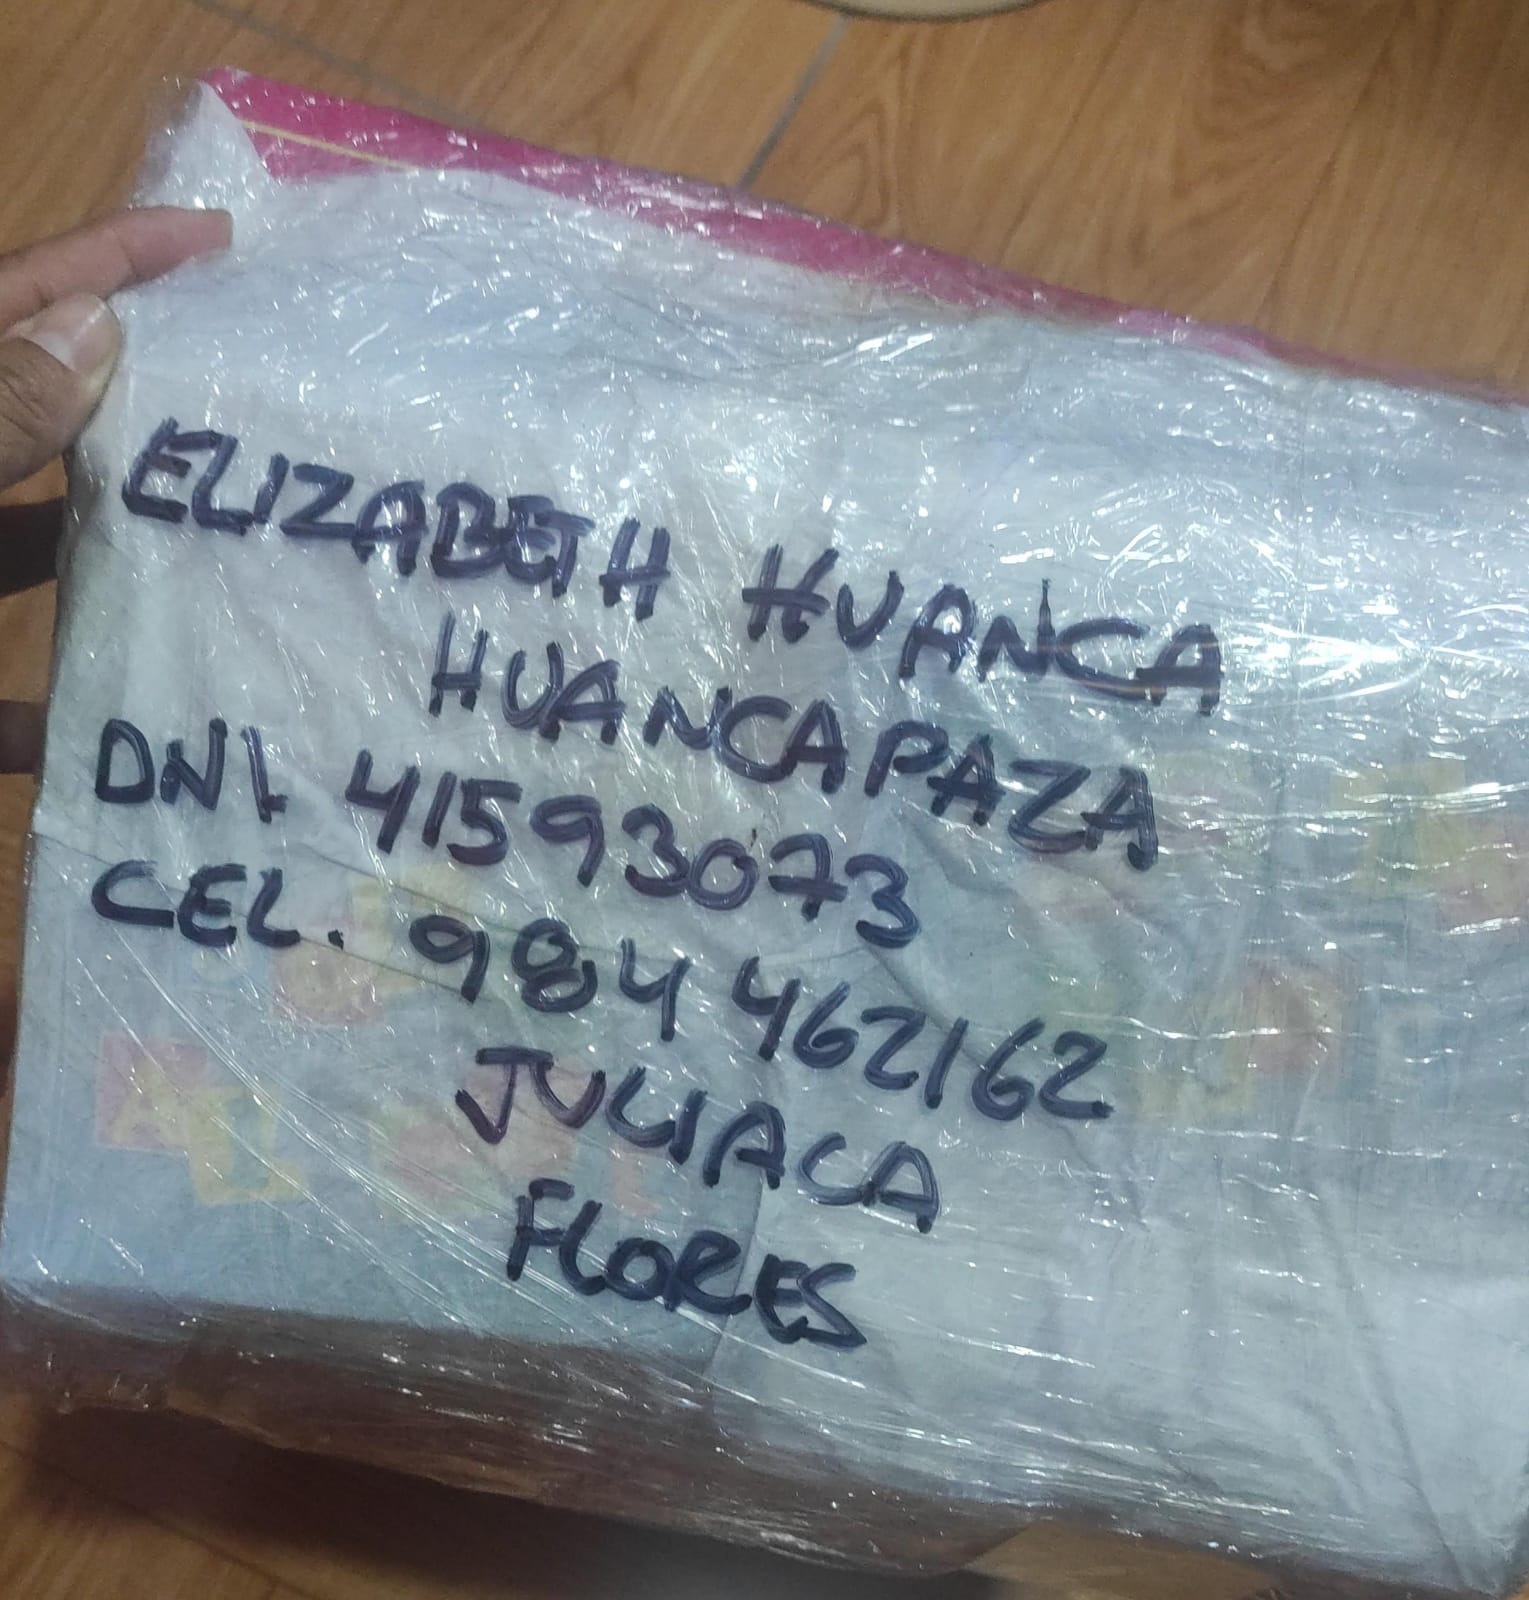 ELIZABETH HUANCA
HUANCAPAZA
DNI 41593073
CEL. 984 462162
JULIACA
FLORES